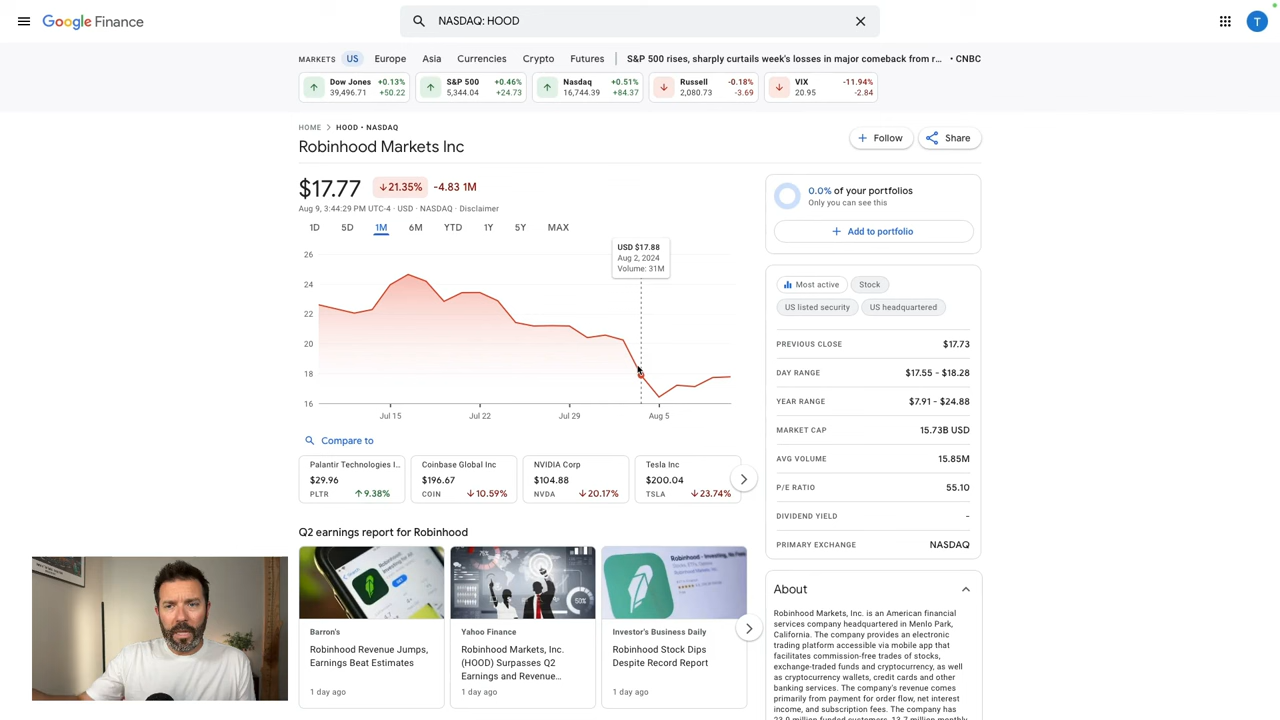 Google Finance
NASDAQ: HOOD
T
MARKETS US Europe Asia Currencies Crypto Futures
S&P 500 rises, sharply curtails week's losses in major comeback from r... • CNBC
Dow Jones +0.13%
39,496.71 +50.22
S&P 500 +0.46%
5,344.04 +24.73
Nasdaq +0.51%
16,744.39 +84.37
Russell -0.18%
2,080.73 -3.69
VIX -11.94%
20.95 -2.84
HOME > HOOD • NASDAQ
Robinhood Markets Inc
+ Follow
Share
$17.77 ↓21.35% -4.83 1M
Aug 9, 3:44:29 PM UTC-4 · USD · NASDAQ · Disclaimer
1D 5D 1M 6M YTD 1Y 5Y MAX
USD $17.88
Aug 2, 2024
Volume: 31M
26
24
22
20
18
16
Jul 15 Jul 22 Jul 29 Aug 5
Compare to
Palantir Technologies I..
$29.96
PLTR ↑9.38%
Coinbase Global Inc
$196.67
COIN ↓10.59%
NVIDIA Corp
$104.88
NVDA ↓20.17%
Tesla Inc
$200.04
TSLA ↓23.74%
Q2 earnings report for Robinhood
Barron's
Robinhood Revenue Jumps,
Earnings Beat Estimates
1 day ago
Yahoo Finance
Robinhood Markets, Inc.
(HOOD) Surpasses Q2
Earnings and Revenue...
1 day ago
Investor's Business Daily
Robinhood Stock Dips
Despite Record Report
1 day ago
0.0% of your portfolios
Only you can see this
+ Add to portfolio
Most active
Stock
US listed security
US headquartered
PREVIOUS CLOSE $17.73
DAY RANGE $17.55 - $18.28
YEAR RANGE $7.91 - $24.88
MARKET CAP 15.73B USD
AVG VOLUME 15.85M
P/E RATIO 55.10
DIVIDEND YIELD -
PRIMARY EXCHANGE NASDAQ
About
Robinhood Markets, Inc. is an American financial
services company headquartered in Menlo Park,
California. The company provides an electronic
trading platform accessible via mobile app that
facilitates commission-free trades of stocks,
exchange-traded funds and cryptocurrency, as well
as cryptocurrency wallets, credit cards and other
banking services. The company's revenue comes
primarily from payment for order flow, net interest
income, and subscription fees. The company has
23.9 million funded customers, 13.7 million monthly